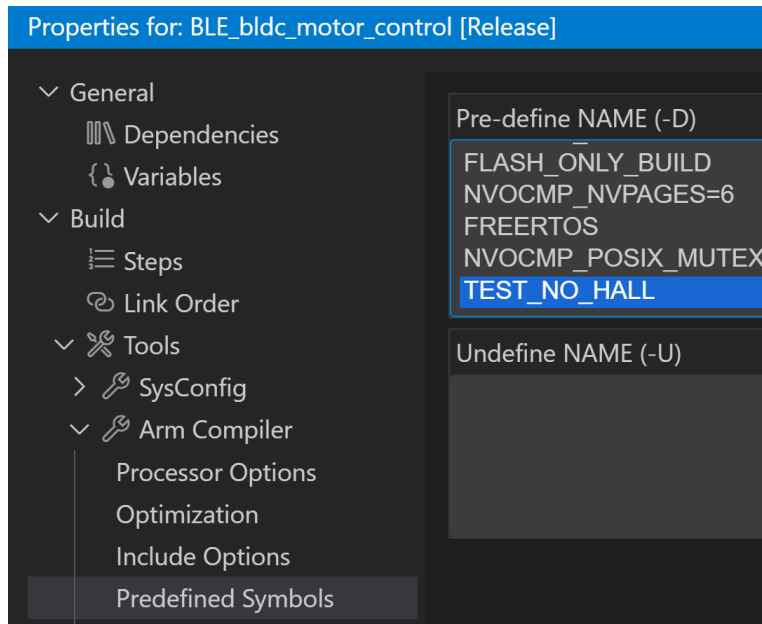 Properties for: BLE_bldc_motor_control [Release]
General
Dependencies
Variables
Build
Steps
Link Order
Tools
SysConfig
Arm Compiler
Processor Options
Optimization
Include Options
Predefined Symbols
Pre-define NAME (-D)
FLASH_ONLY_BUILD
NVOCMP_NVPAGES=6
FREERTOS
NVOCMP_POSIX_MUTEX
TEST_NO_HALL
Undefine NAME (-U)